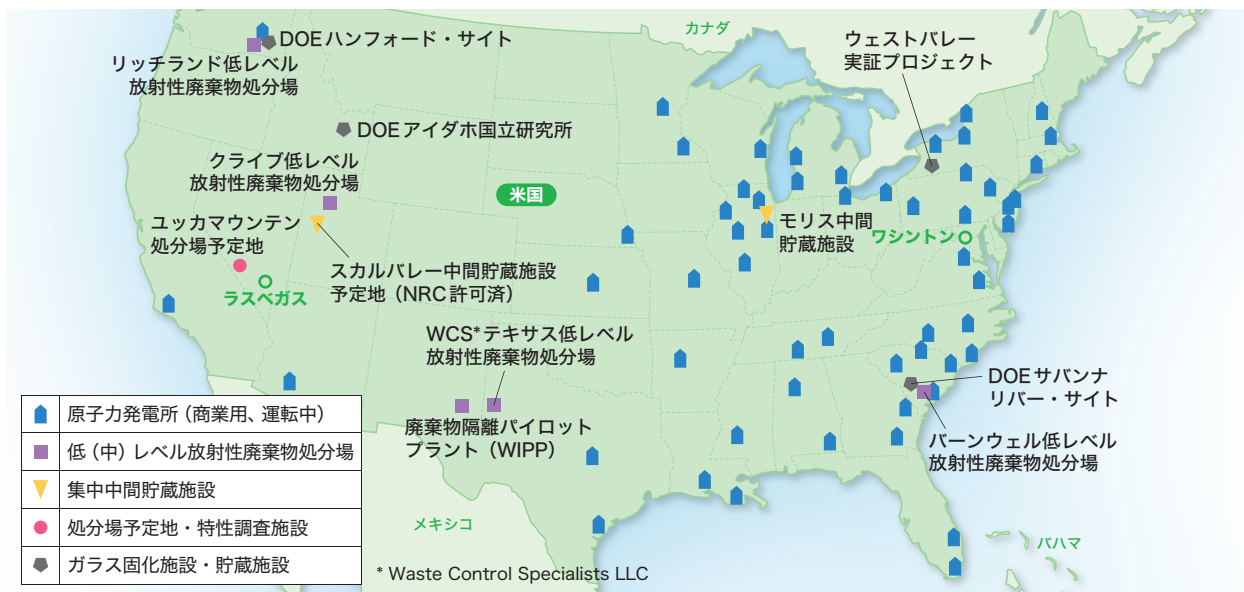 カナダ
DOEハンフォード・サイト
リッチランド低レベル
放射性廃棄物処分場
ウェストバレー
実証プロジェクト
DOEアイダホ国立研究所
クライブ低レベル
放射性廃棄物処分場
米国
ユッカマウンテン
処分場予定地
モリス中間
貯蔵施設
ワシントン
スカルバレー中間貯蔵施設
予定地（NRC許可済）
ラスベガス
WCS*テキサス低レベル
放射性廃棄物処分場
DOEサバンナ
リバー・サイト
廃棄物隔離パイロット
プラント（WIPP）
バーンウェル低レベル
放射性廃棄物処分場
原子力発電所（商業用、運転中）
低（中）レベル放射性廃棄物処分場
集中中間貯蔵施設
処分場予定地・特性調査施設
ガラス固化施設・貯蔵施設
メキシコ
バハマ
* Waste Control Specialists LLC